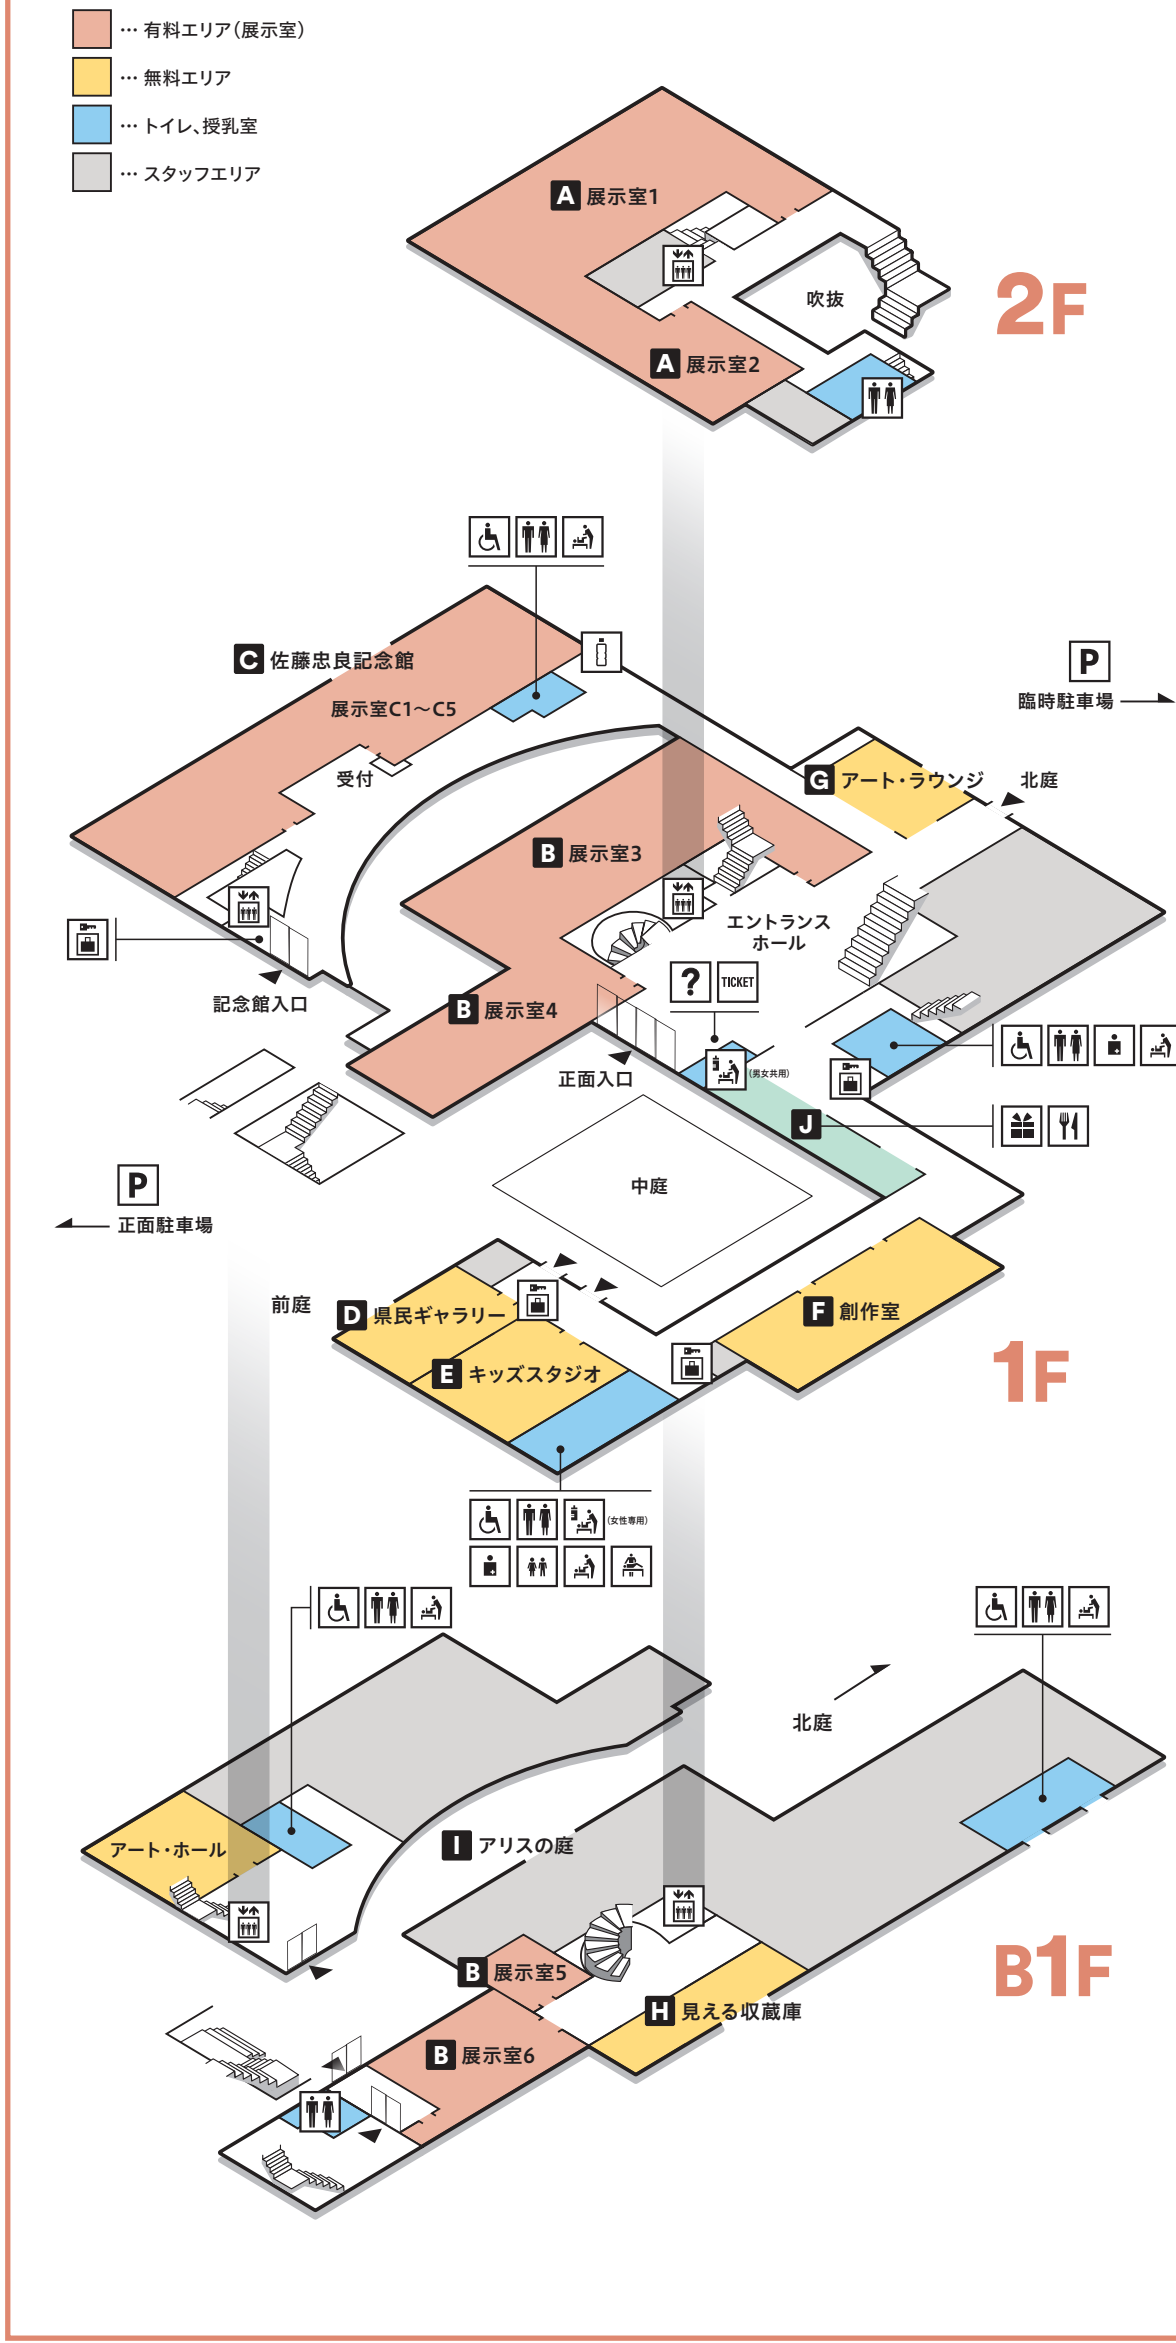 … 有料エリア（展示室）
… 無料エリア
… トイレ、授乳室
… スタッフエリア
A 展示室1
吹抜
2F
A 展示室2
C 佐藤忠良記念館
展示室C1〜C5
受付
P
臨時駐車場
G アート・ラウンジ
北庭
B 展示室3
エントランス
ホール
? TICKET
記念館入口
B 展示室4
正面入口
(男女共用)
J
P
正面駐車場
中庭
前庭
D 県民ギャラリー
F 創作室
E キッズスタジオ
1F
(女性専用)
北庭
アート・ホール
I アリスの庭
B 展示室5
B1F
H 見える収蔵庫
B 展示室6